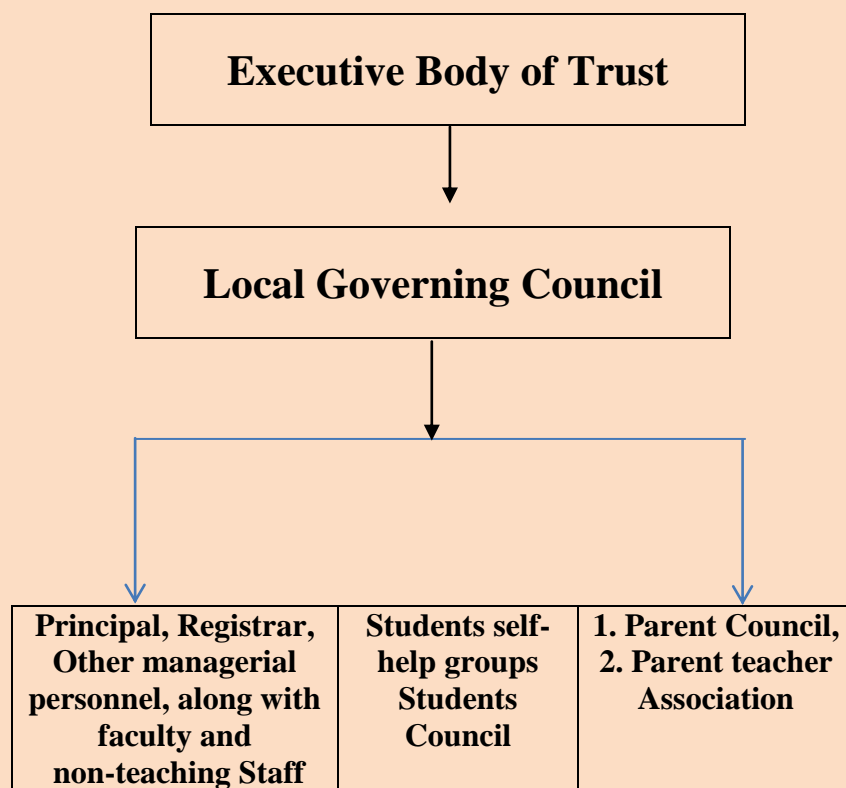 Executive Body of Trust
Local Governing Council
Principal, Registrar,
Other managerial
personnel, along with
faculty and
non-teaching Staff
Students self-
help groups
Students
Council
1. Parent Council,
2. Parent teacher
Association